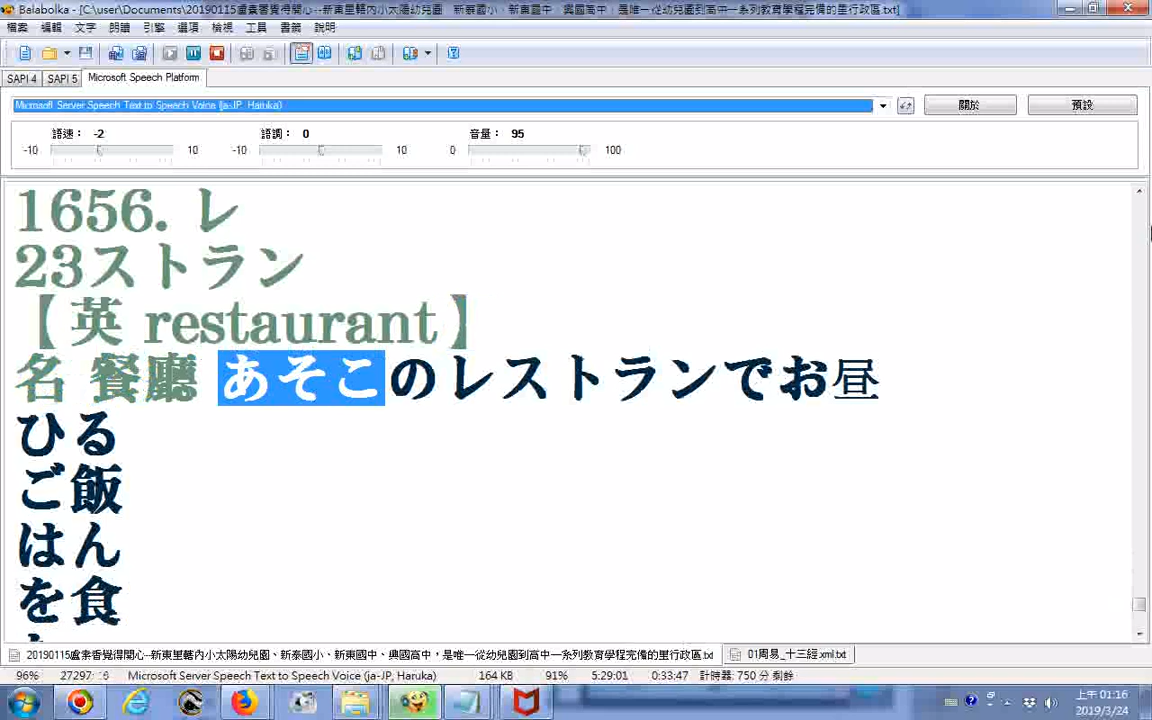 Balabolka - [C:\user\Documents\20190115盧素香覺得開心--新東里轄內小太陽幼兒園、新泰國小、新東國中、興國高中，是唯一從幼兒園到高中一系列教育學程完備的里行政區.txt]
檔案 編輯 文字 朗讀 引擎 選項 檢視 工具 書籤 說明
SAPI 4 SAPI 5 Microsoft Speech Platform
Microsoft Server Speech Text to Speech Voice (ja-JP, Haruka)
關於 預設
語速： -2 語調： 0 音量： 95
-10 10 -10 10 0 100
1656. レ
23ストラン
【 英 restaurant 】
名 餐廳 あそこのレストランでお昼
ひる
ご飯
はん
を食
20190115盧素香覺得開心--新東里轄內小太陽幼兒園、新泰國小、新東國中、興國高中，是唯一從幼兒園到高中一系列教育學程完備的里行政區.txt 01周易_十三經.xml.txt
96% Microsoft Server Speech Text to Speech Voice (ja-JP, Haruka) 164 KB 91% 5:29:01 0:33:47 計時器: 750 分 剩餘
上午 01:16
2019/3/24